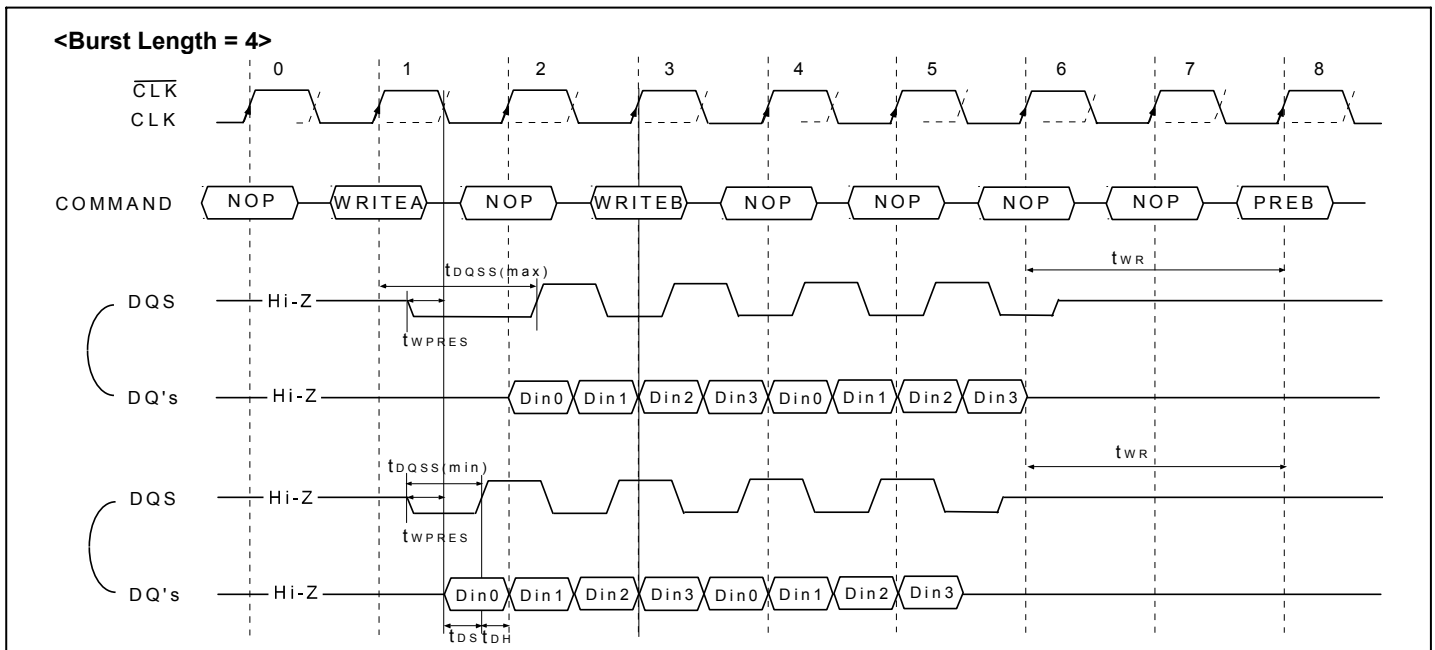 <Burst Length = 4>
0 1 2 3 4 5 6 7 8
CLK
CLK
COMMAND NOP WRITEA NOP WRITEB NOP NOP NOP NOP PREB
tDQSS(max) tWR
DQS Hi-Z
tWPRES
DQ's Hi-Z Din0 Din1 Din2 Din3 Din0 Din1 Din2 Din3
tDQSS(min) tWR
DQS Hi-Z
tWPRES
DQ's Hi-Z Din0 Din1 Din2 Din3 Din0 Din1 Din2 Din3
tDS tDH